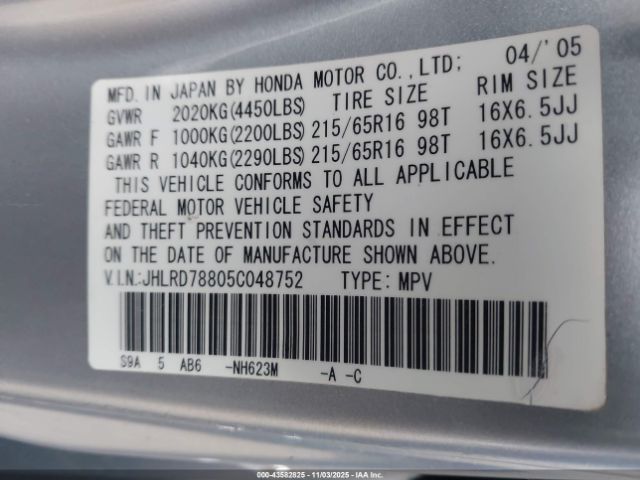 MFD. IN JAPAN BY HONDA MOTOR CO., LTD; 04/'05
GVWR 2020KG(4450LBS) TIRE SIZE RIM SIZE
GAWR F 1000KG(2200LBS) 215/65R16 98T 16X6.5JJ
GAWR R 1040KG(2290LBS) 215/65R16 98T 16X6.5JJ
THIS VEHICLE CONFORMS TO ALL APPLICABLE
FEDERAL MOTOR VEHICLE SAFETY
AND THEFT PREVENTION STANDARDS IN EFFECT
ON THE DATE OF MANUFACTURE SHOWN ABOVE.
V.I.N.:JHLRD78805C048752 TYPE: MPV
S9A 5 AB6 -NH623M -A -C
000-43582825 - 11/03/2025 - IAA Inc.